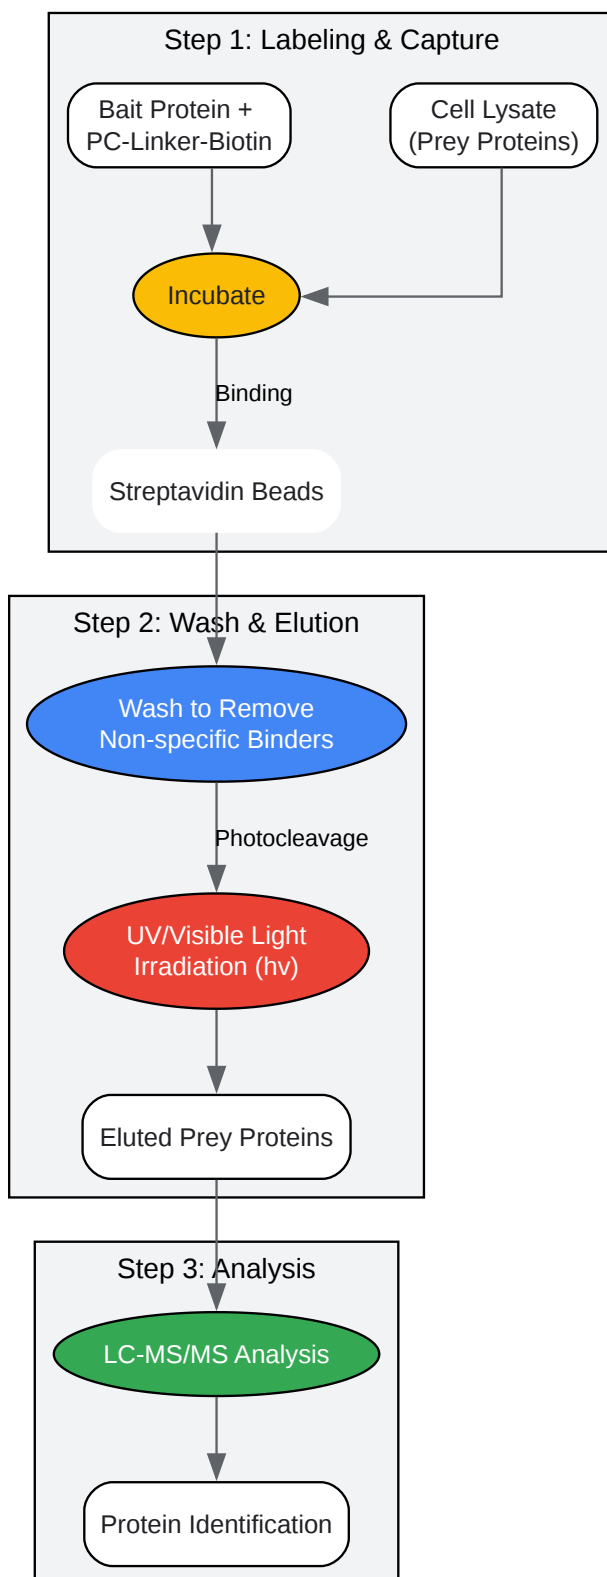 Step 1: Labeling & Capture
Bait Protein +
PC-Linker-Biotin
Cell Lysate
(Prey Proteins)
Incubate
Binding
Streptavidin Beads
Step 2: Wash & Elution
Wash to Remove
Non-specific Binders
Photocleavage
UV/Visible Light
Irradiation (hv)
Eluted Prey Proteins
Step 3: Analysis
LC-MS/MS Analysis
Protein Identification